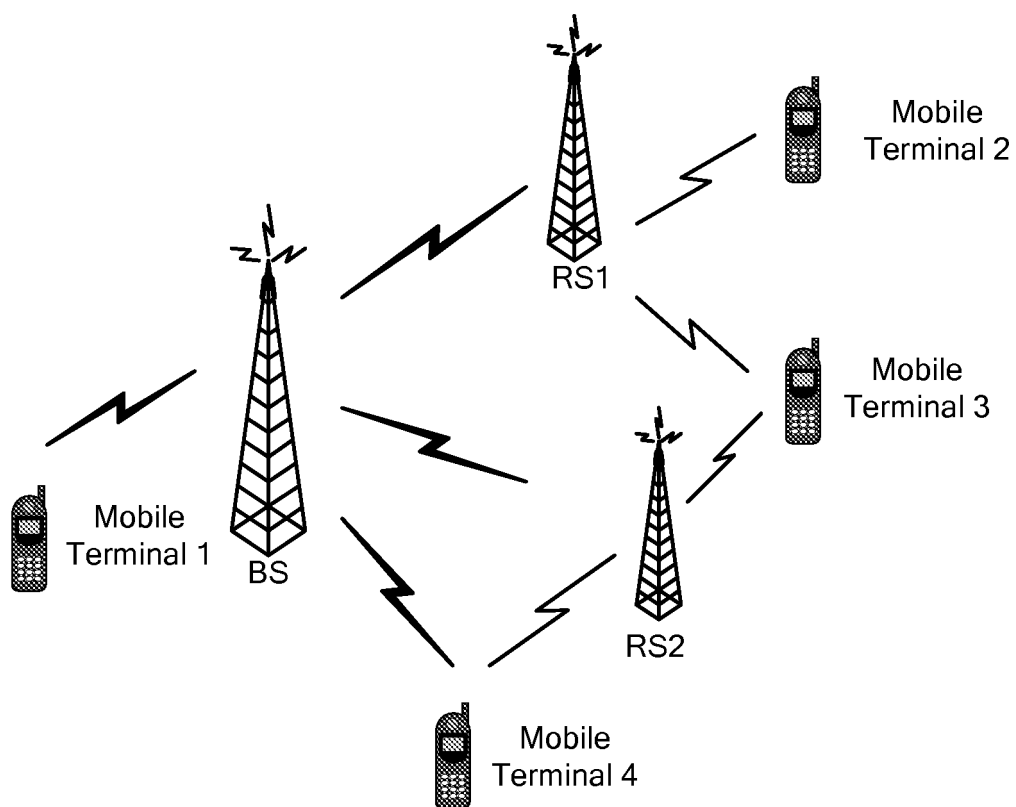 Mobile
Terminal 2
RS1
Mobile
Terminal 3
Mobile
Terminal 1
BS
RS2
Mobile
Terminal 4